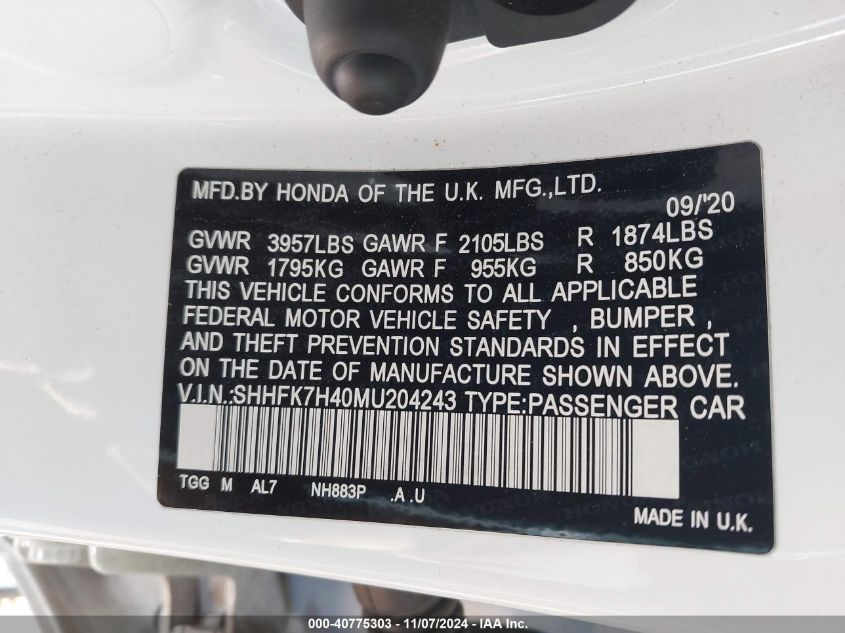 MFD.BY HONDA OF THE U.K. MFG.,LTD.
09/'20
GVWR 3957LBS GAWR F 2105LBS R 1874LBS
GVWR 1795KG GAWR F 955KG R 850KG
THIS VEHICLE CONFORMS TO ALL APPLICABLE
FEDERAL MOTOR VEHICLE SAFETY , BUMPER ,
AND THEFT PREVENTION STANDARDS IN EFFECT
ON THE DATE OF MANUFACTURE SHOWN ABOVE.
V.I.N.:SHHFK7H40MU204243 TYPE:PASSENGER CAR
TGG M AL7 NH883P .A .U
MADE IN U.K.
000-40775303 - 11/07/2024 - IAA Inc.